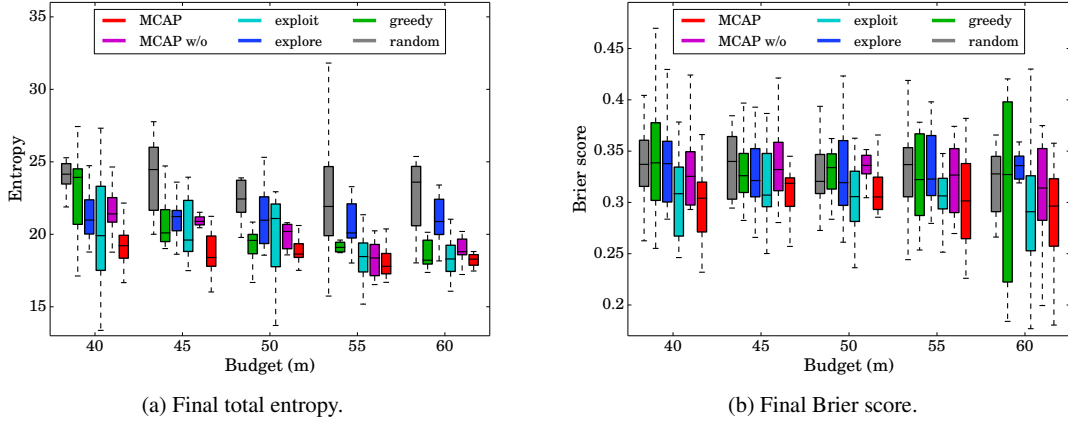 MCAP exploit greedy
MCAP w/o explore random
35
30
25
20
15
Entropy
40 45 50 55 60
Budget (m)
(a) Final total entropy.
MCAP exploit greedy
MCAP w/o explore random
0.45
0.4
0.35
0.3
0.25
0.2
Brier score
40 45 50 55 60
Budget (m)
(b) Final Brier score.